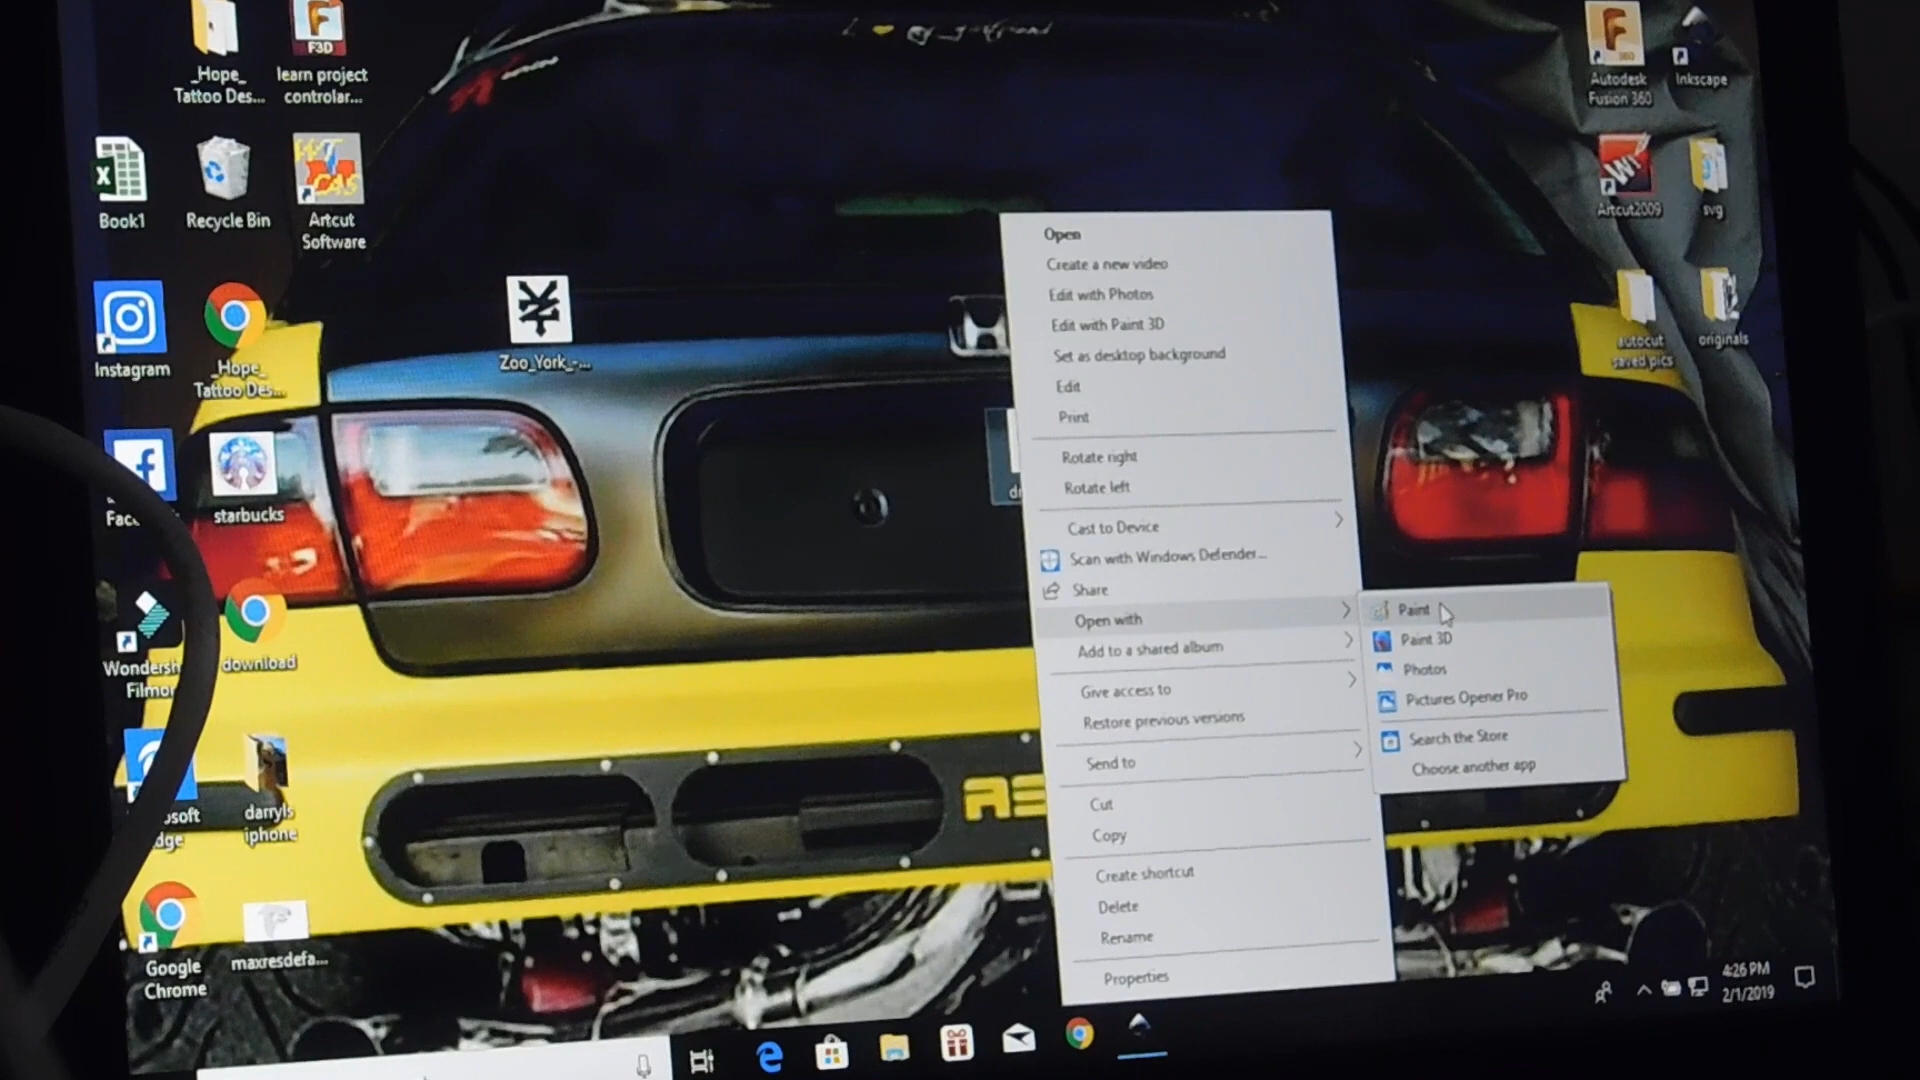 _Hope_
Tattoo Des...
F3D
learn project
controlar...
Book1
Recycle Bin
Artcut
Software
Instagram
_Hope_
Tattoo Des...
starbucks
Wondersh
Filmor
download
darryls
iphone
Google
Chrome
maxresdefa...
Zoo_York_-...
Open
Create a new video
Edit with Photos
Edit with Paint 3D
Set as desktop background
Edit
Print
Rotate right
Rotate left
Cast to Device
Scan with Windows Defender...
Share
Open with
Add to a shared album
Give access to
Restore previous versions
Send to
Cut
Copy
Create shortcut
Delete
Rename
Properties
Paint
Paint 3D
Photos
Pictures Opener Pro
Search the Store
Choose another app
360
Autodesk
Fusion 360
Inkscape
Artcut2009
svg
autocut
saved pics
originals
4:26 PM
2/1/2019